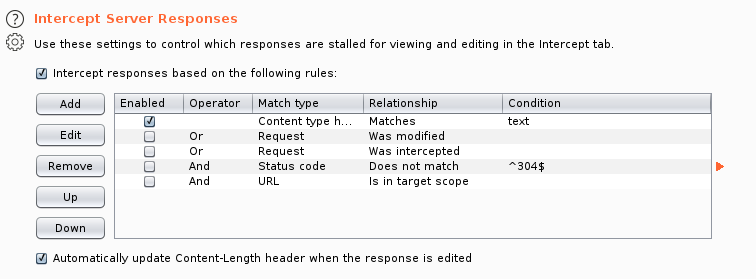 Intercept Server Responses
Use these settings to control which responses are stalled for viewing and editing in the Intercept tab.
Intercept responses based on the following rules:
Add
Edit
Remove
Up
Down
Enabled Operator Match type Relationship Condition
Content type h... Matches text
Or Request Was modified
Or Request Was intercepted
And Status code Does not match ^304$
And URL Is in target scope
Automatically update Content-Length header when the response is edited